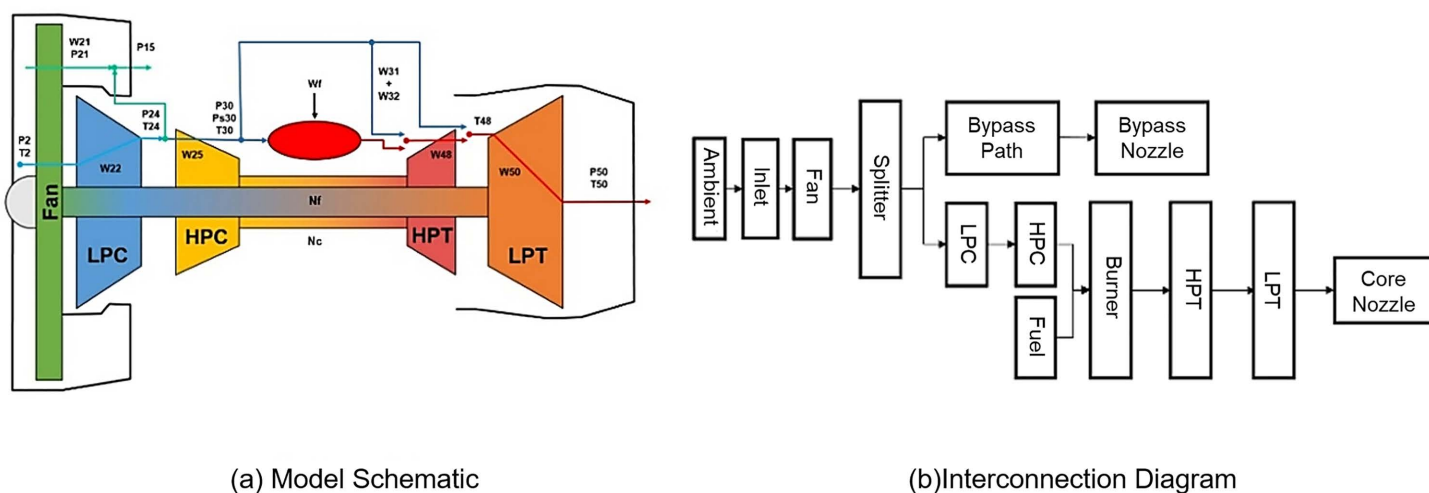 W21
P21
P15
P2
T2
Fan
W22
LPC
P24
T24
W25
HPC
P30
Ps30
T30
Wf
W31
+
W32
Nf
Nc
W48
HPT
T48
W50
LPT
P50
T50
(a) Model Schematic
Ambient
Inlet
Fan
Splitter
Bypass
Path
Bypass
Nozzle
LPC
HPC
Fuel
Burner
HPT
LPT
Core
Nozzle
(b)Interconnection Diagram